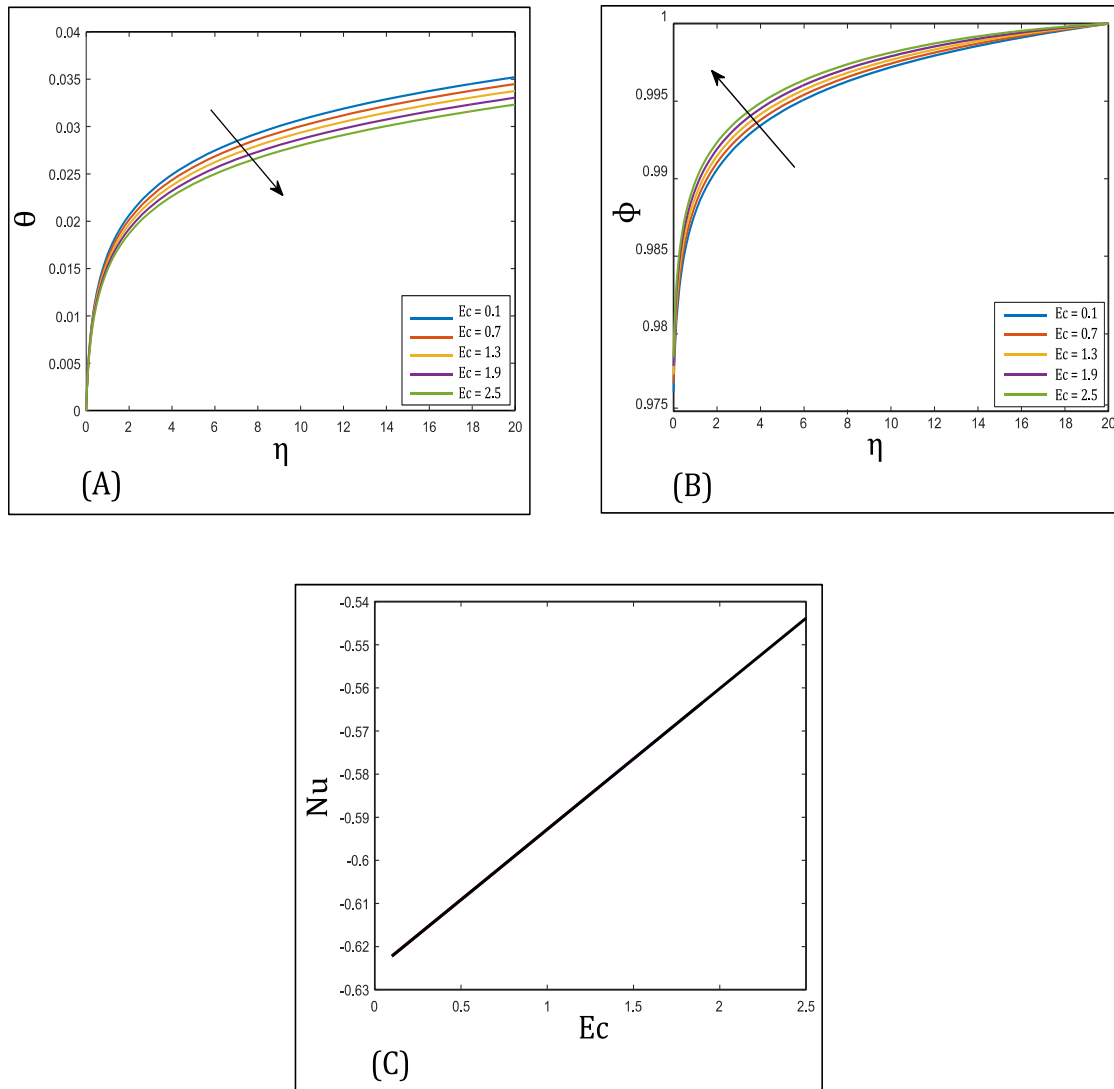 0.04
0.035
0.03
0.025
0.02
0.015
0.01
0.005
0
θ
0 2 4 6 8 10 12 14 16 18 20
η
Ec = 0.1
Ec = 0.7
Ec = 1.3
Ec = 1.9
Ec = 2.5
(A)
1
0.995
0.99
0.985
0.98
0.975
ϕ
0 2 4 6 8 10 12 14 16 18 20
η
Ec = 0.1
Ec = 0.7
Ec = 1.3
Ec = 1.9
Ec = 2.5
(B)
-0.54
-0.55
-0.56
-0.57
-0.58
-0.59
-0.6
-0.61
-0.62
-0.63
Nu
0 0.5 1 1.5 2 2.5
Ec
(C)